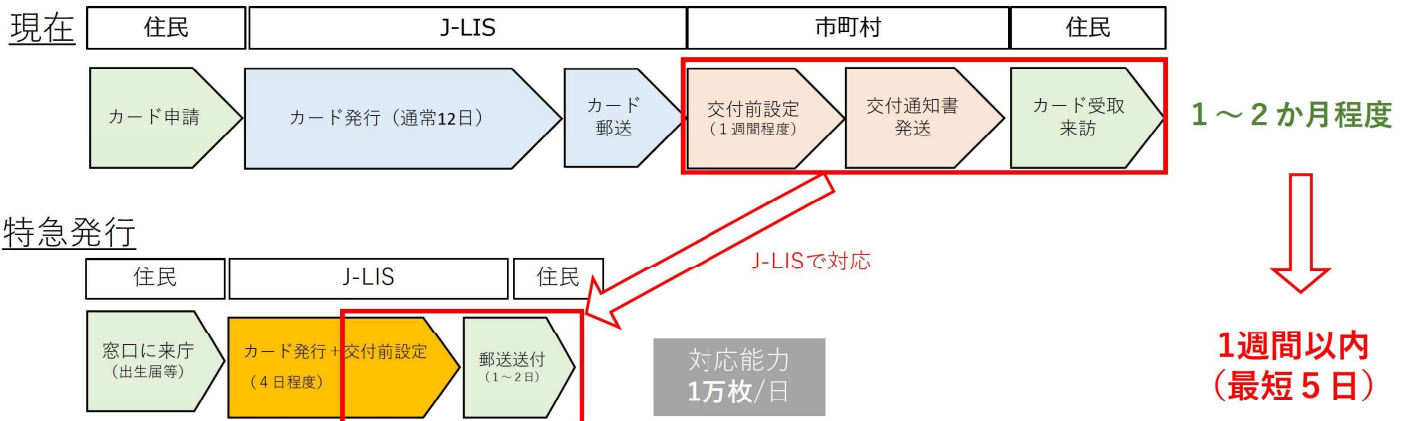 現在
住民
J-LIS
市町村
住民
カード申請
カード発行（通常12日）
カード
郵送
交付前設定
（１週間程度）
交付通知書
発送
カード受取
来訪
１～２か月程度
特急発行
住民
J-LIS
住民
J-LISで対応
窓口に来庁
（出生届等）
カード発行＋交付前設定
（４日程度）
郵送送付
（１～２日）
対応能力
1万枚/日
1週間以内
（最短５日）